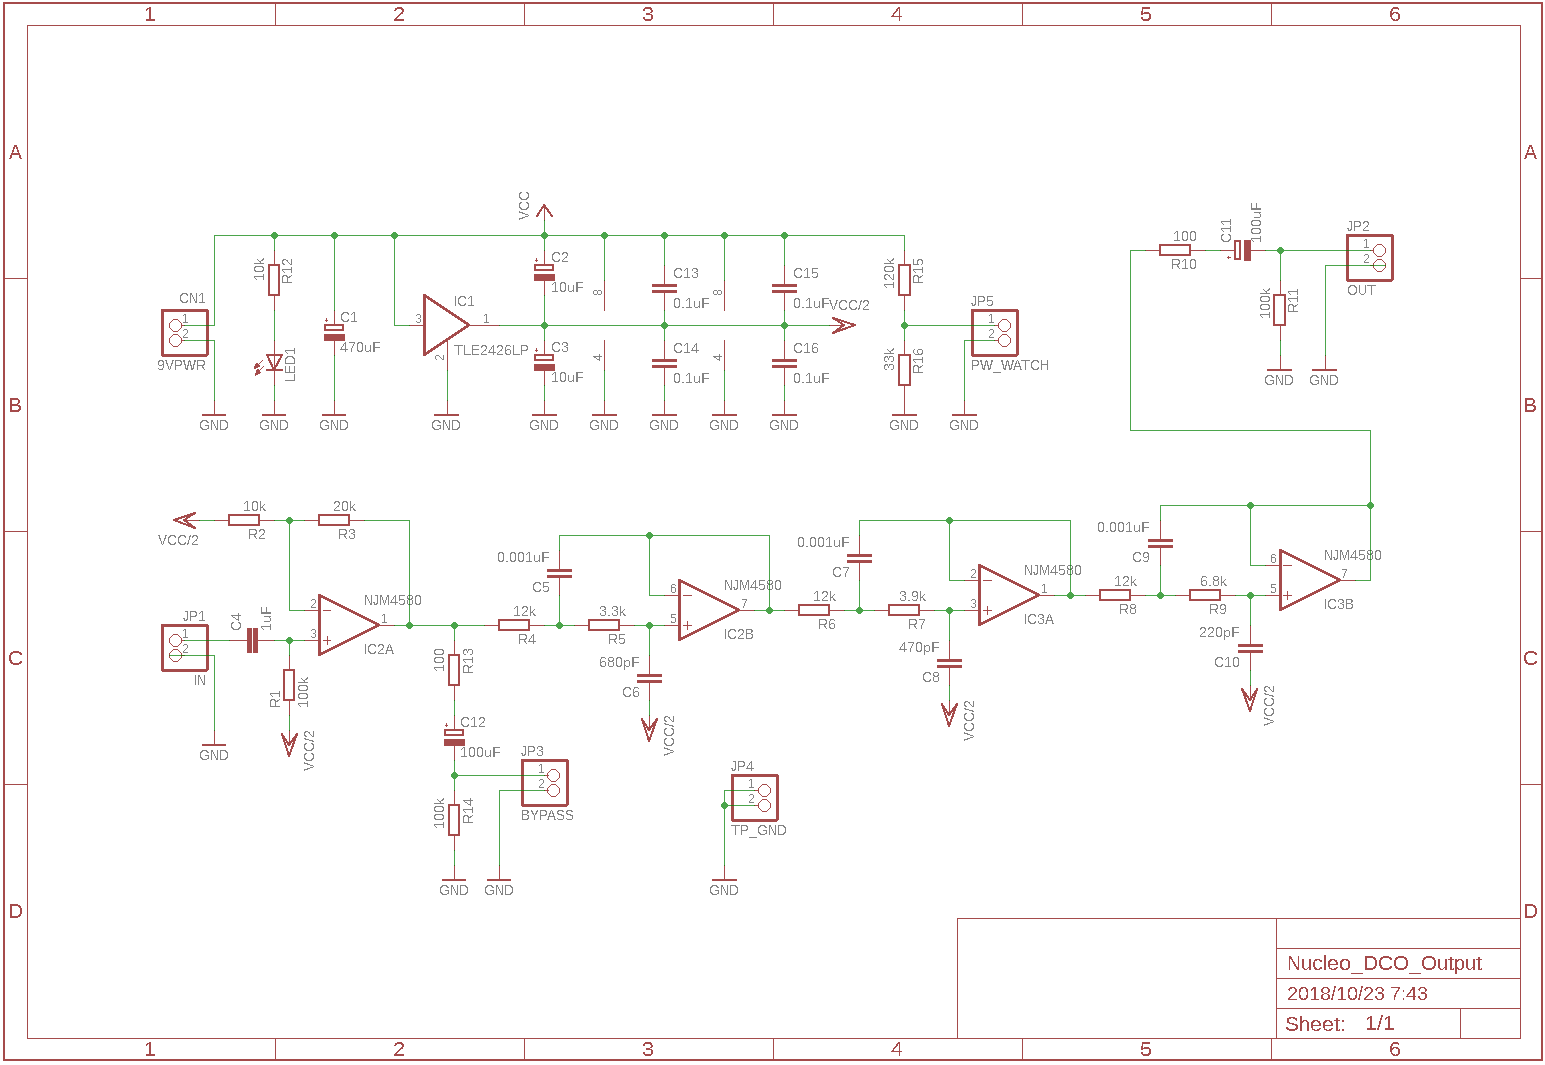 1 2 3 4 5 6
A A
B B
C C
D D
VCC
10k
R12
LED1
CN1
1
2
9VPWR
GND
GND
C1
470uF
GND
3
1
2
IC1
TLE2426LP
GND
C2
10uF
C3
10uF
GND
8
4
GND
C13
0.1uF
C14
0.1uF
GND
8
4
GND
C15
0.1uF
C16
0.1uF
GND
VCC/2
120k
R15
33k
R16
GND
JP5
1
2
PW_WATCH
GND
100
R10
C11
100uF
100k
R11
GND
JP2
1
2
OUT
GND
VCC/2
10k
R2
20k
R3
JP1
1
2
IN
GND
C4
1uF
R1
100k
VCC/2
2
3
1
NJM4580
IC2A
100
R13
C12
100uF
100k
R14
GND
JP3
1
2
BYPASS
GND
12k
R4
0.001uF
C5
3.3k
R5
680pF
C6
VCC/2
6
5
7
NJM4580
IC2B
JP4
1
2
TP_GND
GND
12k
R6
0.001uF
C7
3.9k
R7
470pF
C8
VCC/2
2
3
1
NJM4580
IC3A
12k
R8
0.001uF
C9
6.8k
R9
220pF
C10
VCC/2
6
5
7
NJM4580
IC3B
Nucleo_DCO_Output
2018/10/23 7:43
Sheet: 1/1
1 2 3 4 5 6